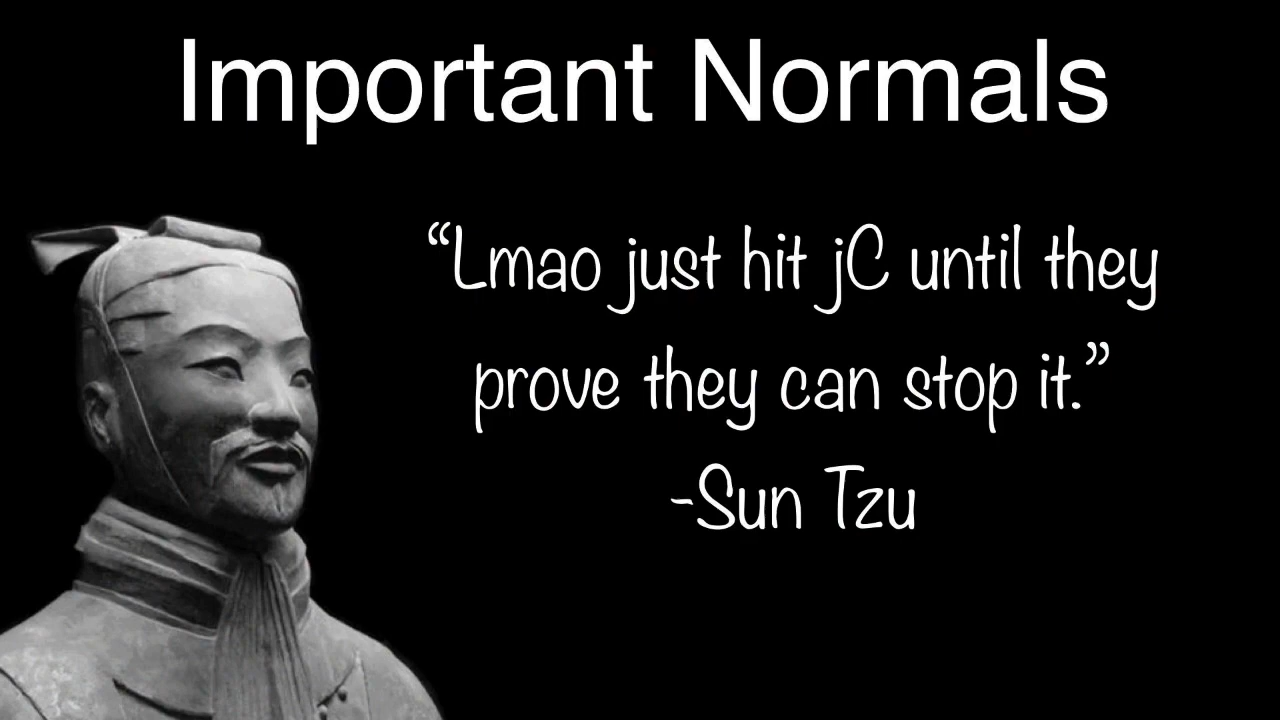 Important Normals
“Lmao just hit jC until they
prove they can stop it.”
-Sun Tzu